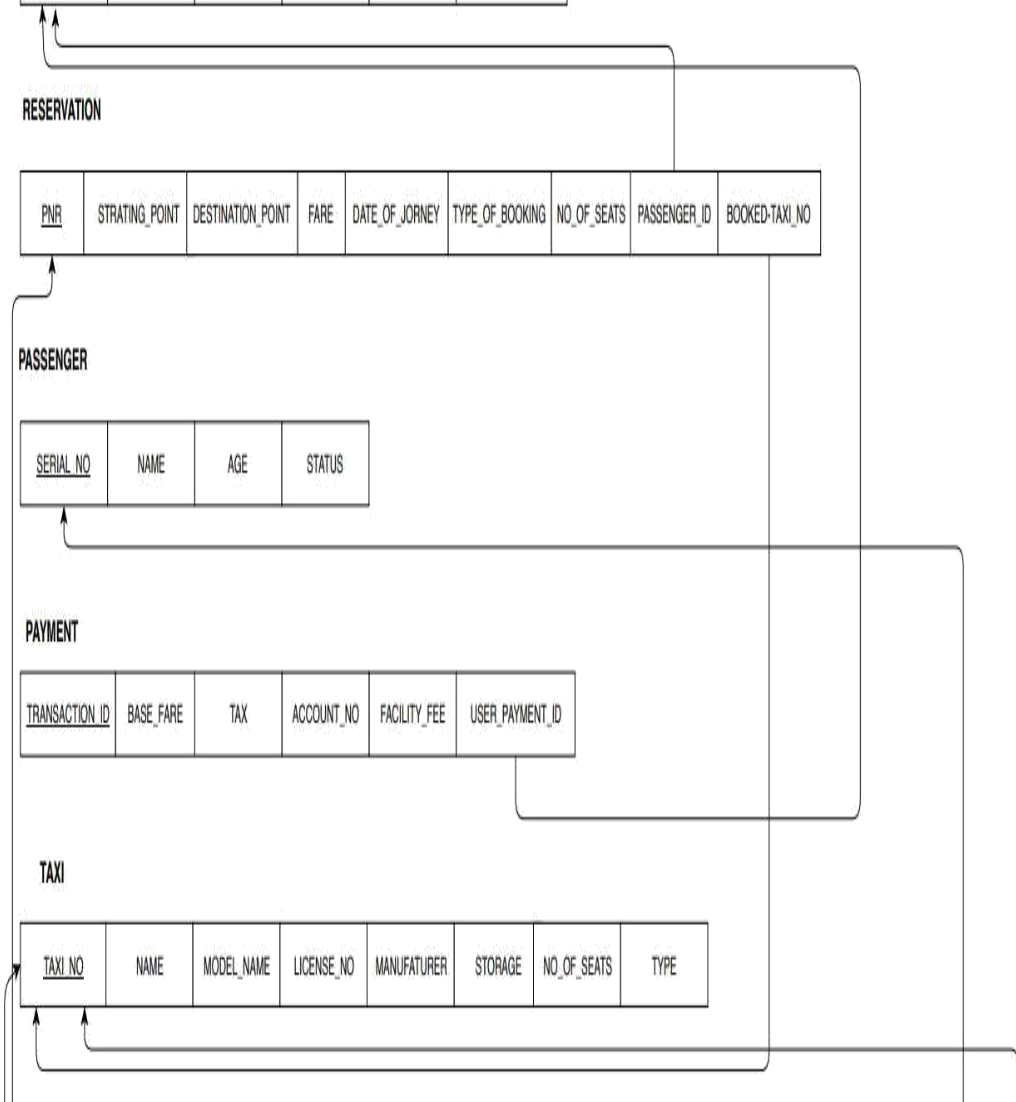 RESERVATION
PNR STRATING_POINT DESTINATION_POINT FARE DATE_OF_JORNEY TYPE_OF_BOOKING NO_OF_SEATS PASSENGER_ID BOOKED-TAXI_NO
PASSENGER
SERIAL_NO NAME AGE STATUS
PAYMENT
TRANSACTION_ID BASE_FARE TAX ACCOUNT_NO FACILITY_FEE USER_PAYMENT_ID
TAXI
TAXI_NO NAME MODEL_NAME LICENSE_NO MANUFATURER STORAGE NO_OF_SEATS TYPE